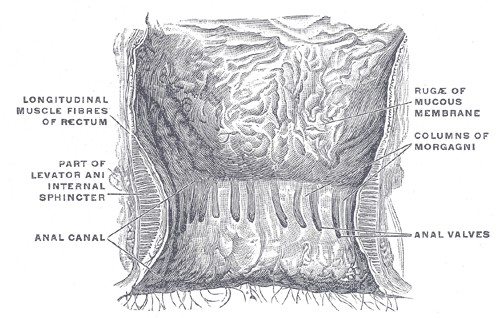 LONGITUDINAL
MUSCLE FIBRES
OF RECTUM
PART OF
LEVATOR ANI
INTERNAL
SPHINCTER
ANAL CANAL
RUGÆ OF
MUCOUS
MEMBRANE
COLUMNS OF
MORGAGNI
ANAL VALVES